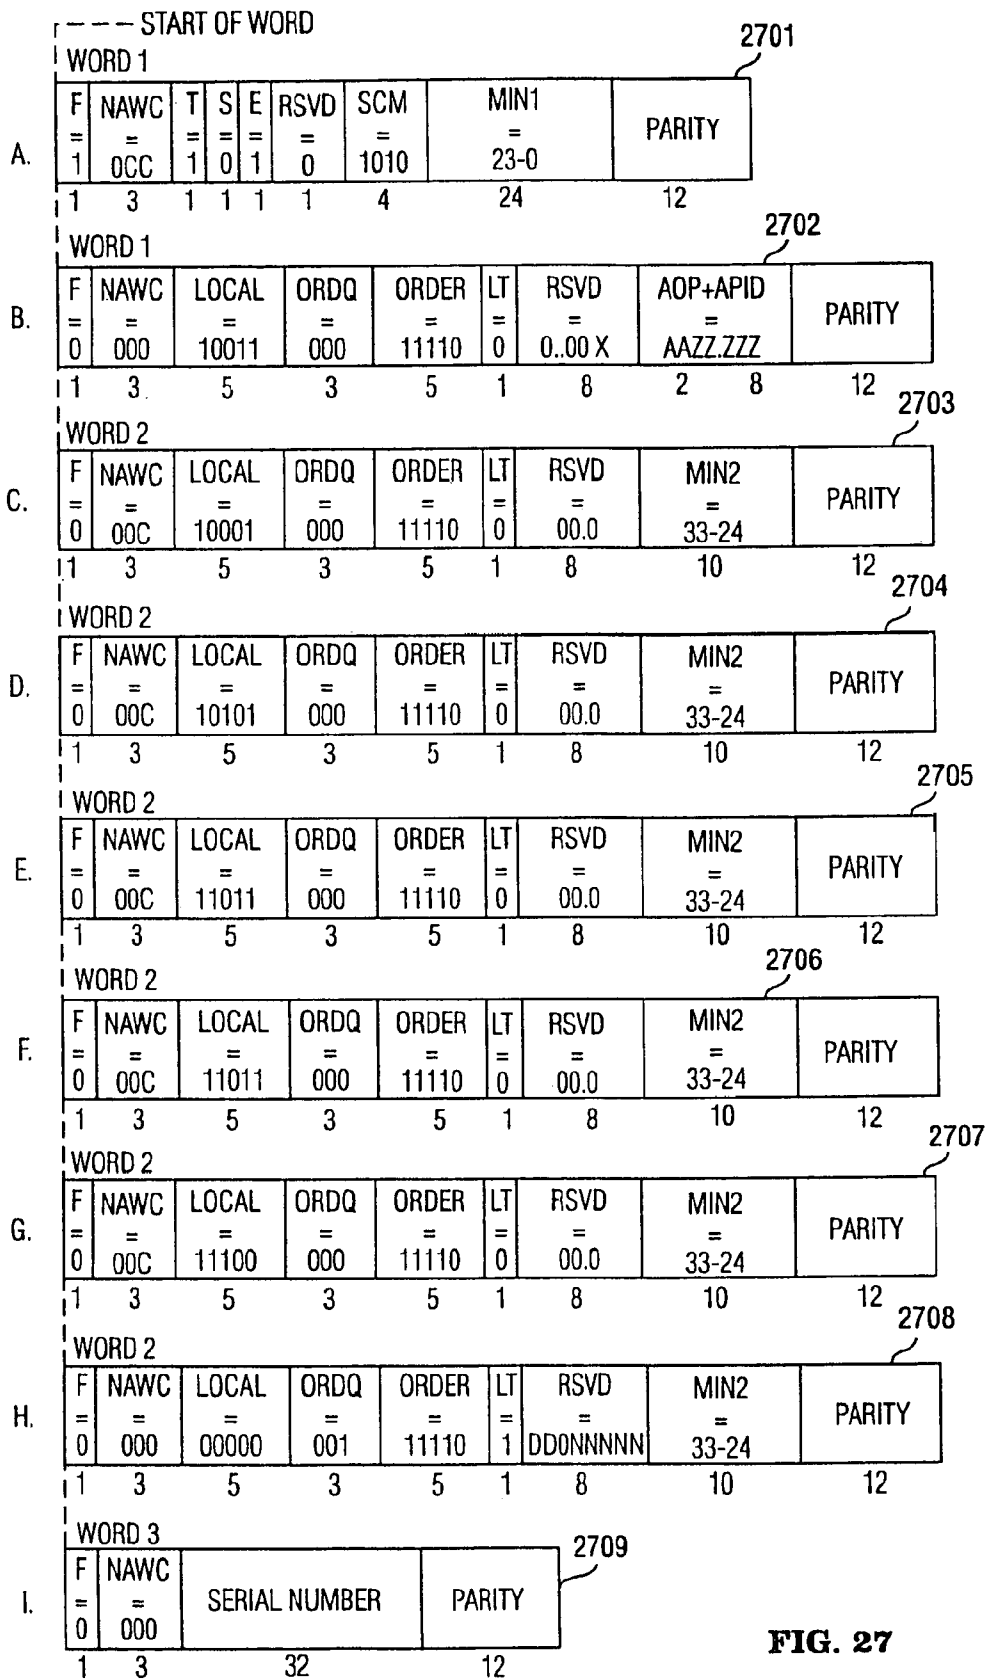 START OF WORD
WORD 1
2701
A.
F = 1 NAWC = 0CC T = 1 S = 0 E = 1 RSVD = 0 SCM = 1010 MIN1 = 23-0 PARITY
1 3 1 1 1 1 4 24 12
WORD 1
2702
B.
F = 0 NAWC = 000 LOCAL = 10011 ORDQ = 000 ORDER = 11110 LT = 0 RSVD = 0..00 X AOP+APID = AAZZ.ZZZ PARITY
1 3 5 3 5 1 8 2 8 12
WORD 2
2703
C.
F = 0 NAWC = 00C LOCAL = 10001 ORDQ = 000 ORDER = 11110 LT = 0 RSVD = 00.0 MIN2 = 33-24 PARITY
1 3 5 3 5 1 8 10 12
WORD 2
2704
D.
F = 0 NAWC = 00C LOCAL = 10101 ORDQ = 000 ORDER = 11110 LT = 0 RSVD = 00.0 MIN2 = 33-24 PARITY
1 3 5 3 5 1 8 10 12
WORD 2
2705
E.
F = 0 NAWC = 00C LOCAL = 11011 ORDQ = 000 ORDER = 11110 LT = 0 RSVD = 00.0 MIN2 = 33-24 PARITY
1 3 5 3 5 1 8 10 12
WORD 2
2706
F.
F = 0 NAWC = 00C LOCAL = 11011 ORDQ = 000 ORDER = 11110 LT = 0 RSVD = 00.0 MIN2 = 33-24 PARITY
1 3 5 3 5 1 8 10 12
WORD 2
2707
G.
F = 0 NAWC = 00C LOCAL = 11100 ORDQ = 000 ORDER = 11110 LT = 0 RSVD = 00.0 MIN2 = 33-24 PARITY
1 3 5 3 5 1 8 10 12
WORD 2
2708
H.
F = 0 NAWC = 000 LOCAL = 00000 ORDQ = 001 ORDER = 11110 LT = 1 RSVD = DD0NNNNN MIN2 = 33-24 PARITY
1 3 5 3 5 1 8 10 12
WORD 3
2709
I.
F = 0 NAWC = 000 SERIAL NUMBER PARITY
1 3 32 12
FIG. 27